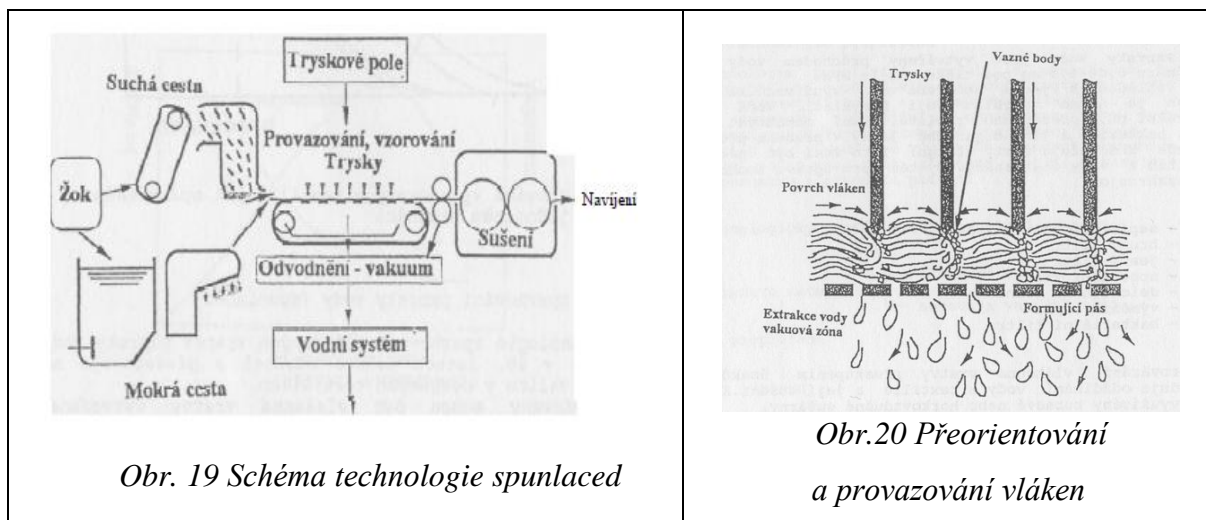 Tryskové pole
Suchá cesta
Provazování, vzorování
Trysky
Žok
Navíjení
Sušení
Odvodnění - vakuum
Vodní systém
Mokrá cesta
Obr. 19 Schéma technologie spunlaced
Vazné body
Trysky
Povrch vláken
Extrakce vody
vakuová zóna
Formující pás
Obr.20 Přeorientování
a provazování vláken